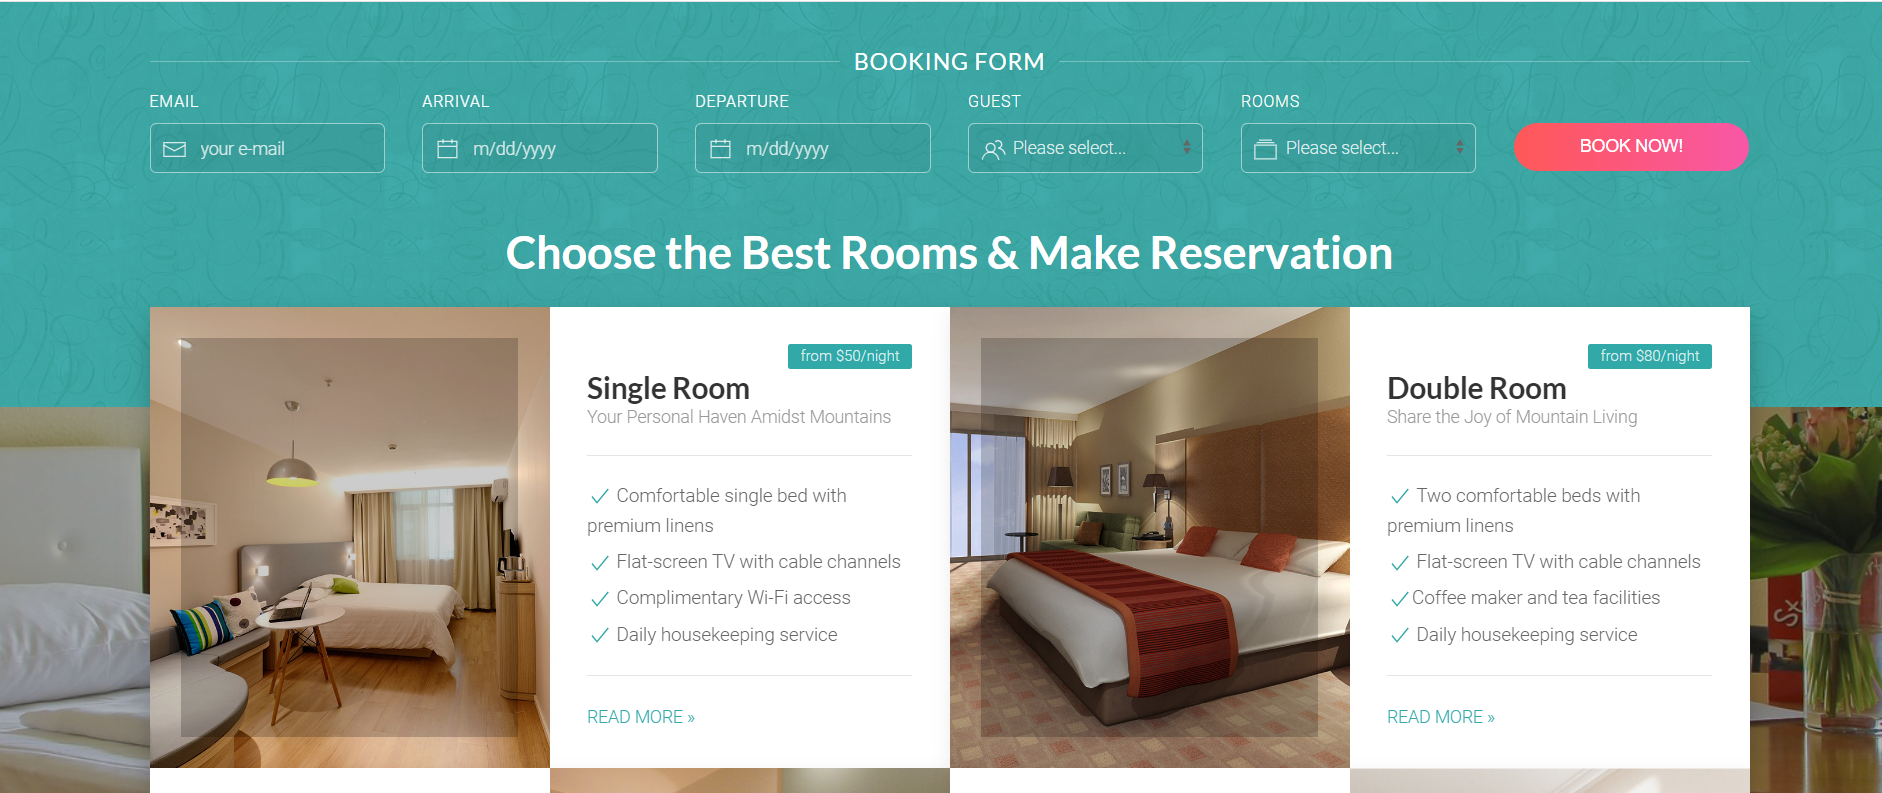 BOOKING FORM
EMAIL
ARRIVAL
DEPARTURE
GUEST
ROOMS
your e-mail
m/dd/yyyy
m/dd/yyyy
Please select...
Please select...
BOOK NOW!
Choose the Best Rooms & Make Reservation
from $50/night
Single Room
Your Personal Haven Amidst Mountains
Comfortable single bed with
premium linens
Flat-screen TV with cable channels
Complimentary Wi-Fi access
Daily housekeeping service
READ MORE »
from $80/night
Double Room
Share the Joy of Mountain Living
Two comfortable beds with
premium linens
Flat-screen TV with cable channels
Coffee maker and tea facilities
Daily housekeeping service
READ MORE »